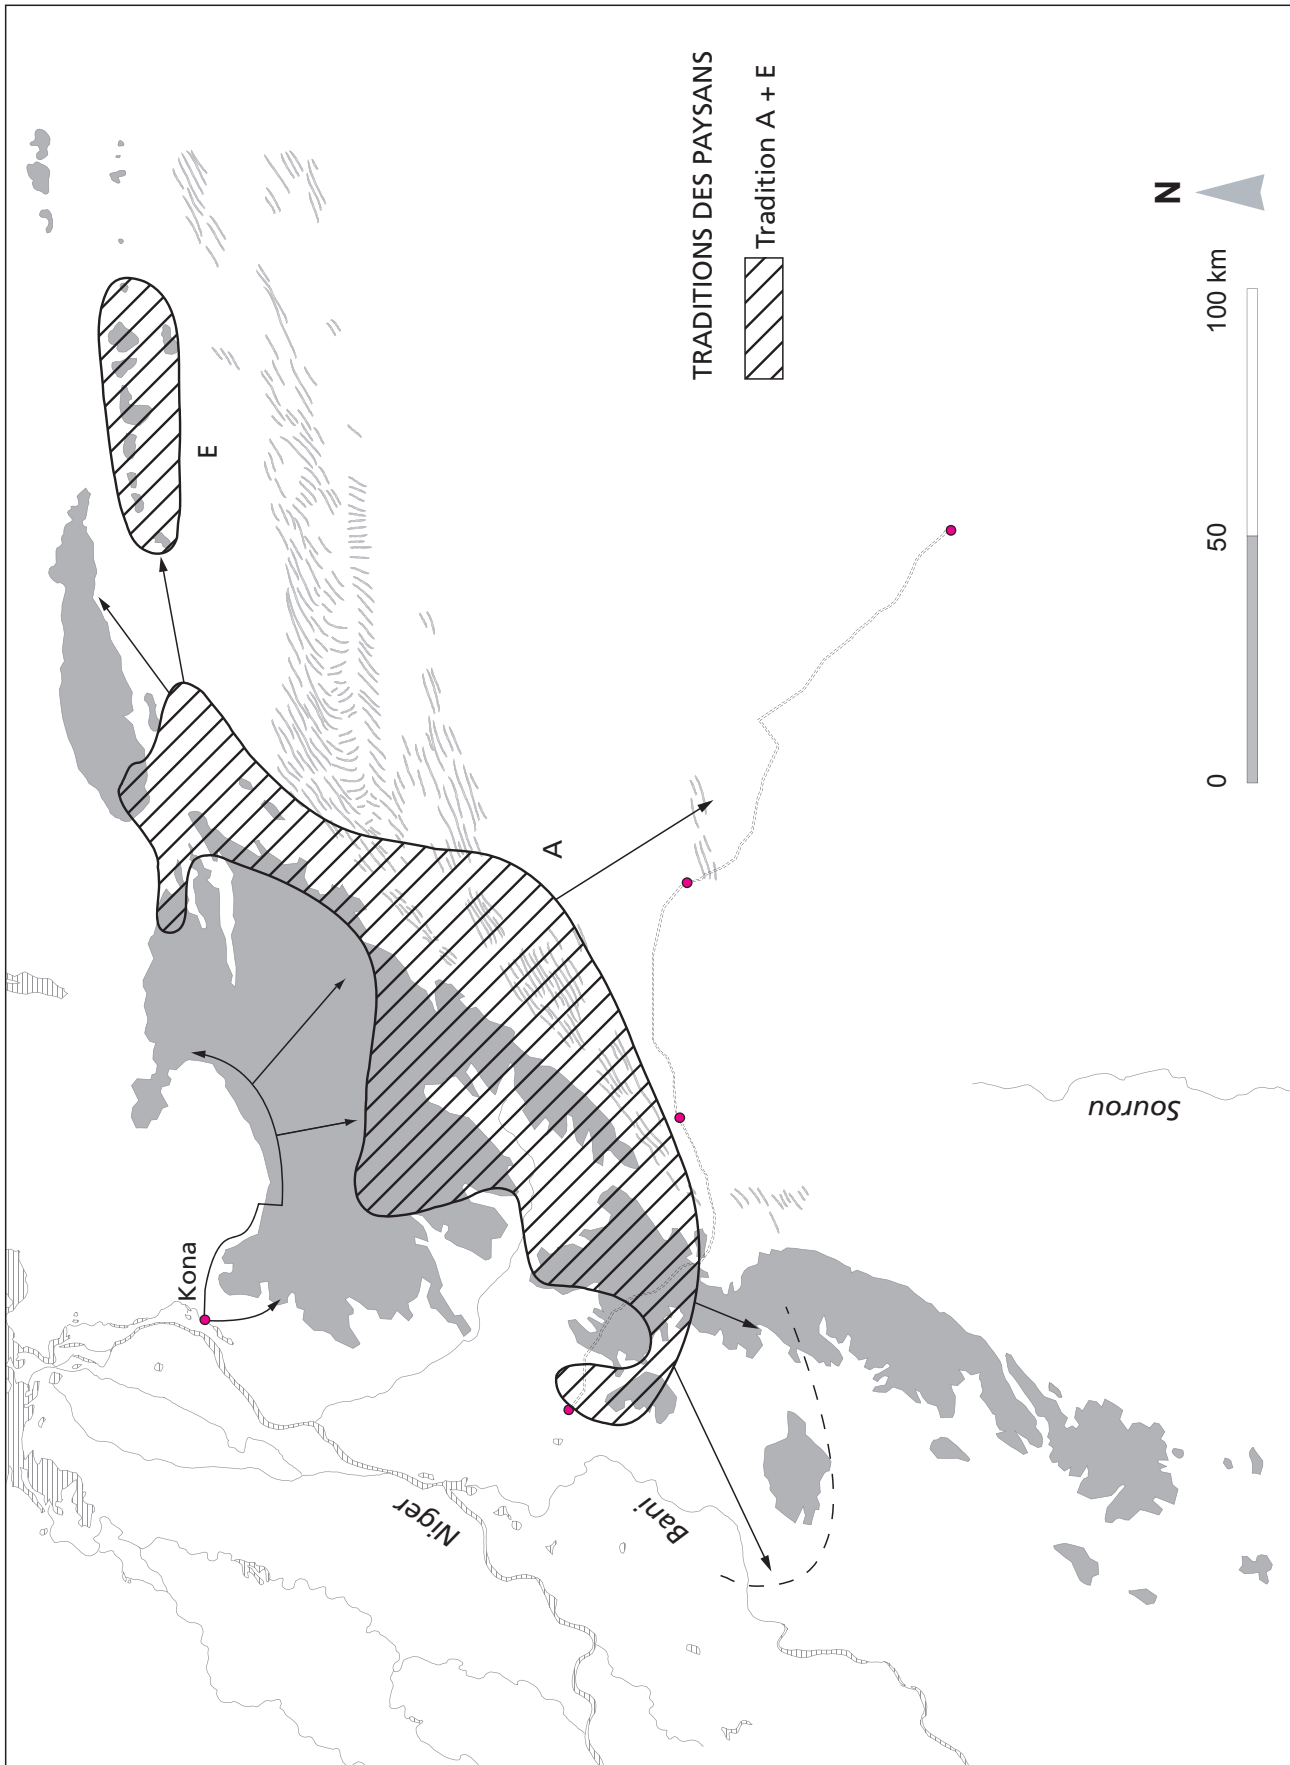 Kona
E
A
Niger
Bani
Sourou
TRADITIONS DES PAYSANS
Tradition A + E
N
0 50 100 km